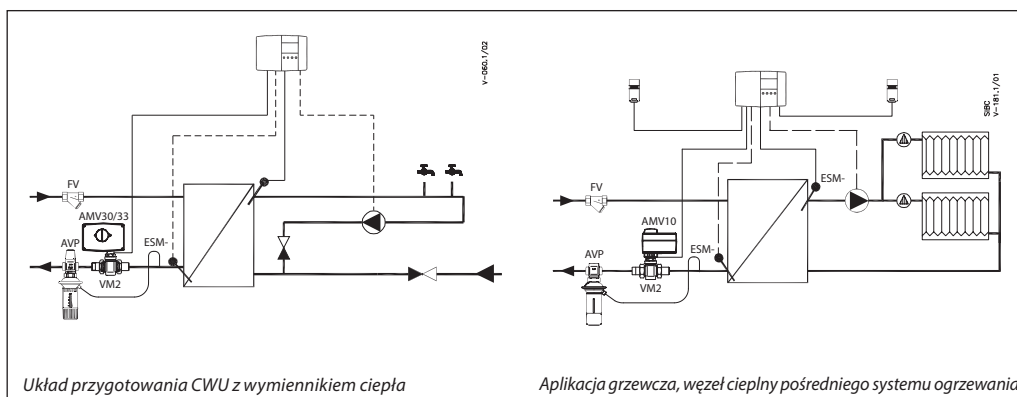 V-060.1/02
FV
AMV30/33
AVP
ESM-
VM2
Układ przygotowania CWU z wymiennikiem ciepła
SIBC
V-181.1/01
ESM-
FV
AMV10
AVP
ESM-
VM2
Aplikacja grzewcza, węzeł cieplny pośredniego systemu ogrzewania